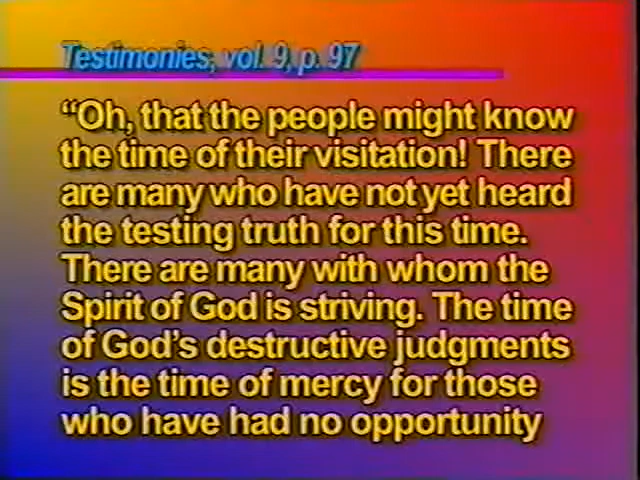 Testimonies, vol. 9, p. 97
“Oh, that the people might know
the time of their visitation! There
are many who have not yet heard
the testing truth for this time.
There are many with whom the
Spirit of God is striving. The time
of God’s destructive judgments
is the time of mercy for those
who have had no opportunity